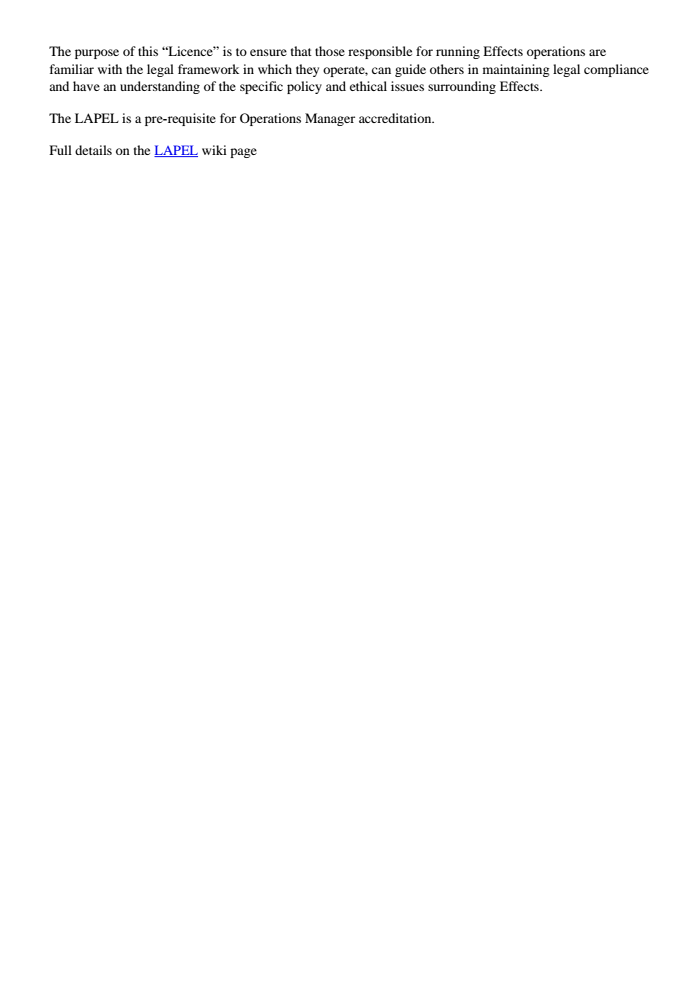 The purpose of this “Licence” is to ensure that those responsible for running Effects operations are
familiar with the legal framework in which they operate, can guide others in maintaining legal compliance
and have an understanding of the specific policy and ethical issues surrounding Effects.
The LAPEL is a pre-requisite for Operations Manager accreditation.
Full details on the LAPEL wiki page